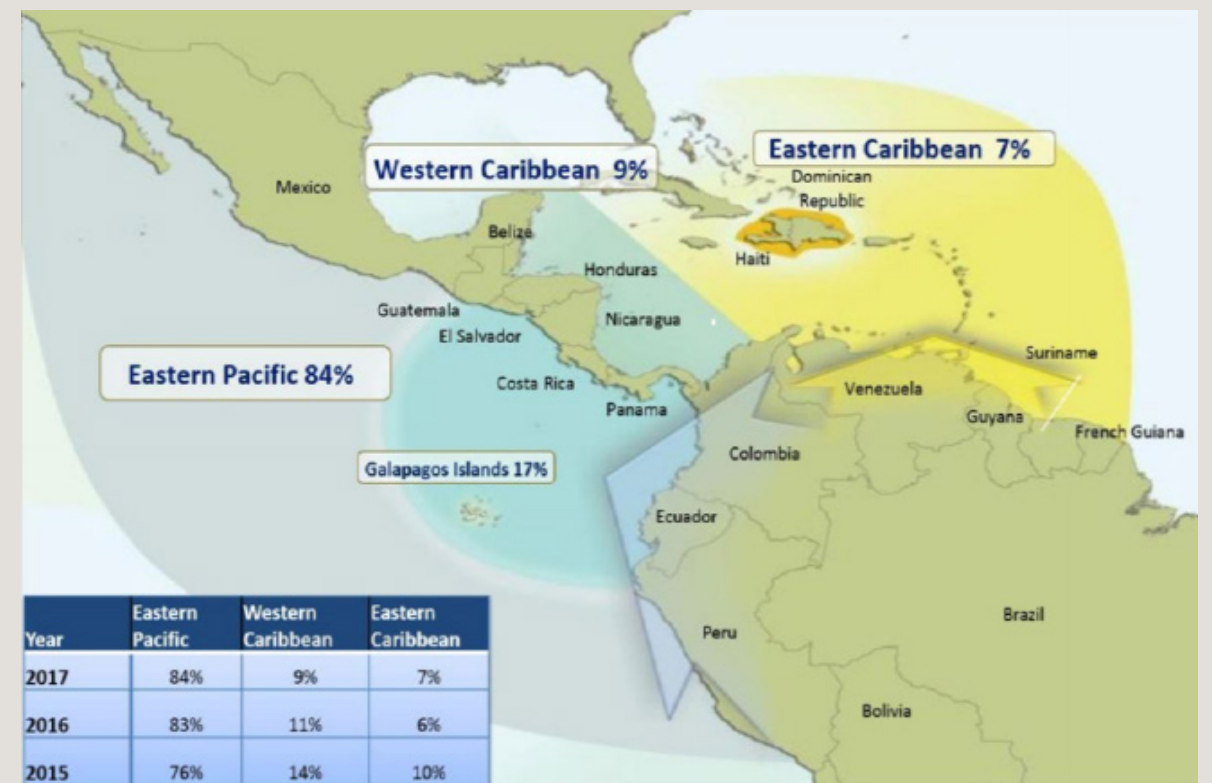 Western Caribbean 9%
Eastern Caribbean 7%
Dominican
Republic
Mexico
Belize
Haiti
Honduras
Guatemala
Nicaragua
El Salvador
Suriname
Eastern Pacific 84%
Costa Rica
Venezuela
Panama
Guyana
French Guiana
Colombia
Galapagos Islands 17%
Ecuador
Brazil
Peru
Bolivia
Year Eastern Pacific Western Caribbean Eastern Caribbean
2017 84% 9% 7%
2016 83% 11% 6%
2015 76% 14% 10%